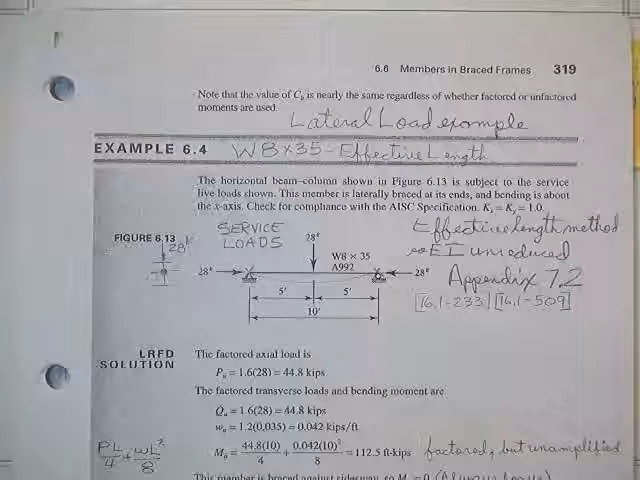 6.6 Members in Braced Frames 319
Note that the value of C_b is nearly the same regardless of whether factored or unfactored
moments are used.
Lateral Load example
EXAMPLE 6.4 W8×35 - Effective Length
The horizontal beam–column shown in Figure 6.13 is subject to the service
live loads shown. This member is laterally braced at its ends, and bending is about
the x-axis. Check for compliance with the AISC Specification. K_x = K_y = 1.0.
FIGURE 6.13
28ᵏ
SERVICE
LOADS
28ᵏ
W8 × 35
A992
28ᵏ
28ᵏ
5' 5'
10'
Effective length method
EI unreduced
Appendix 7.2
[16.1-233] [16.1-509]
LRFD
SOLUTION
The factored axial load is
P_u = 1.6(28) = 44.8 kips
The factored transverse loads and bending moment are
Q_u = 1.6(28) = 44.8 kips
w_u = 1.2(0.035) = 0.042 kips/ft
M_u = 44.8(10)/4 + 0.042(10)²/8 = 112.5 ft-kips factored, but unamplified
PL/4 + wL²/8
This member is braced against sidesway, so M